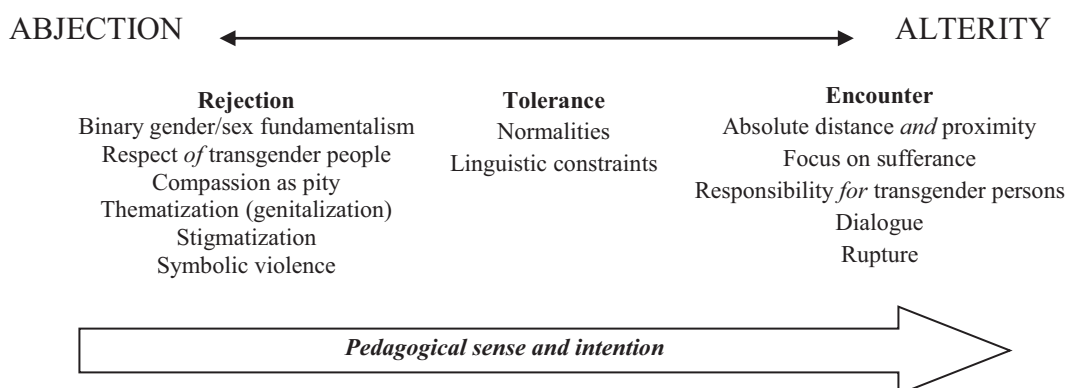 ABJECTION
ALTERITY
Rejection
Binary gender/sex fundamentalism
Respect of transgender people
Compassion as pity
Thematization (genitalization)
Stigmatization
Symbolic violence
Tolerance
Normalities
Linguistic constraints
Encounter
Absolute distance and proximity
Focus on sufferance
Responsibility for transgender persons
Dialogue
Rupture
Pedagogical sense and intention